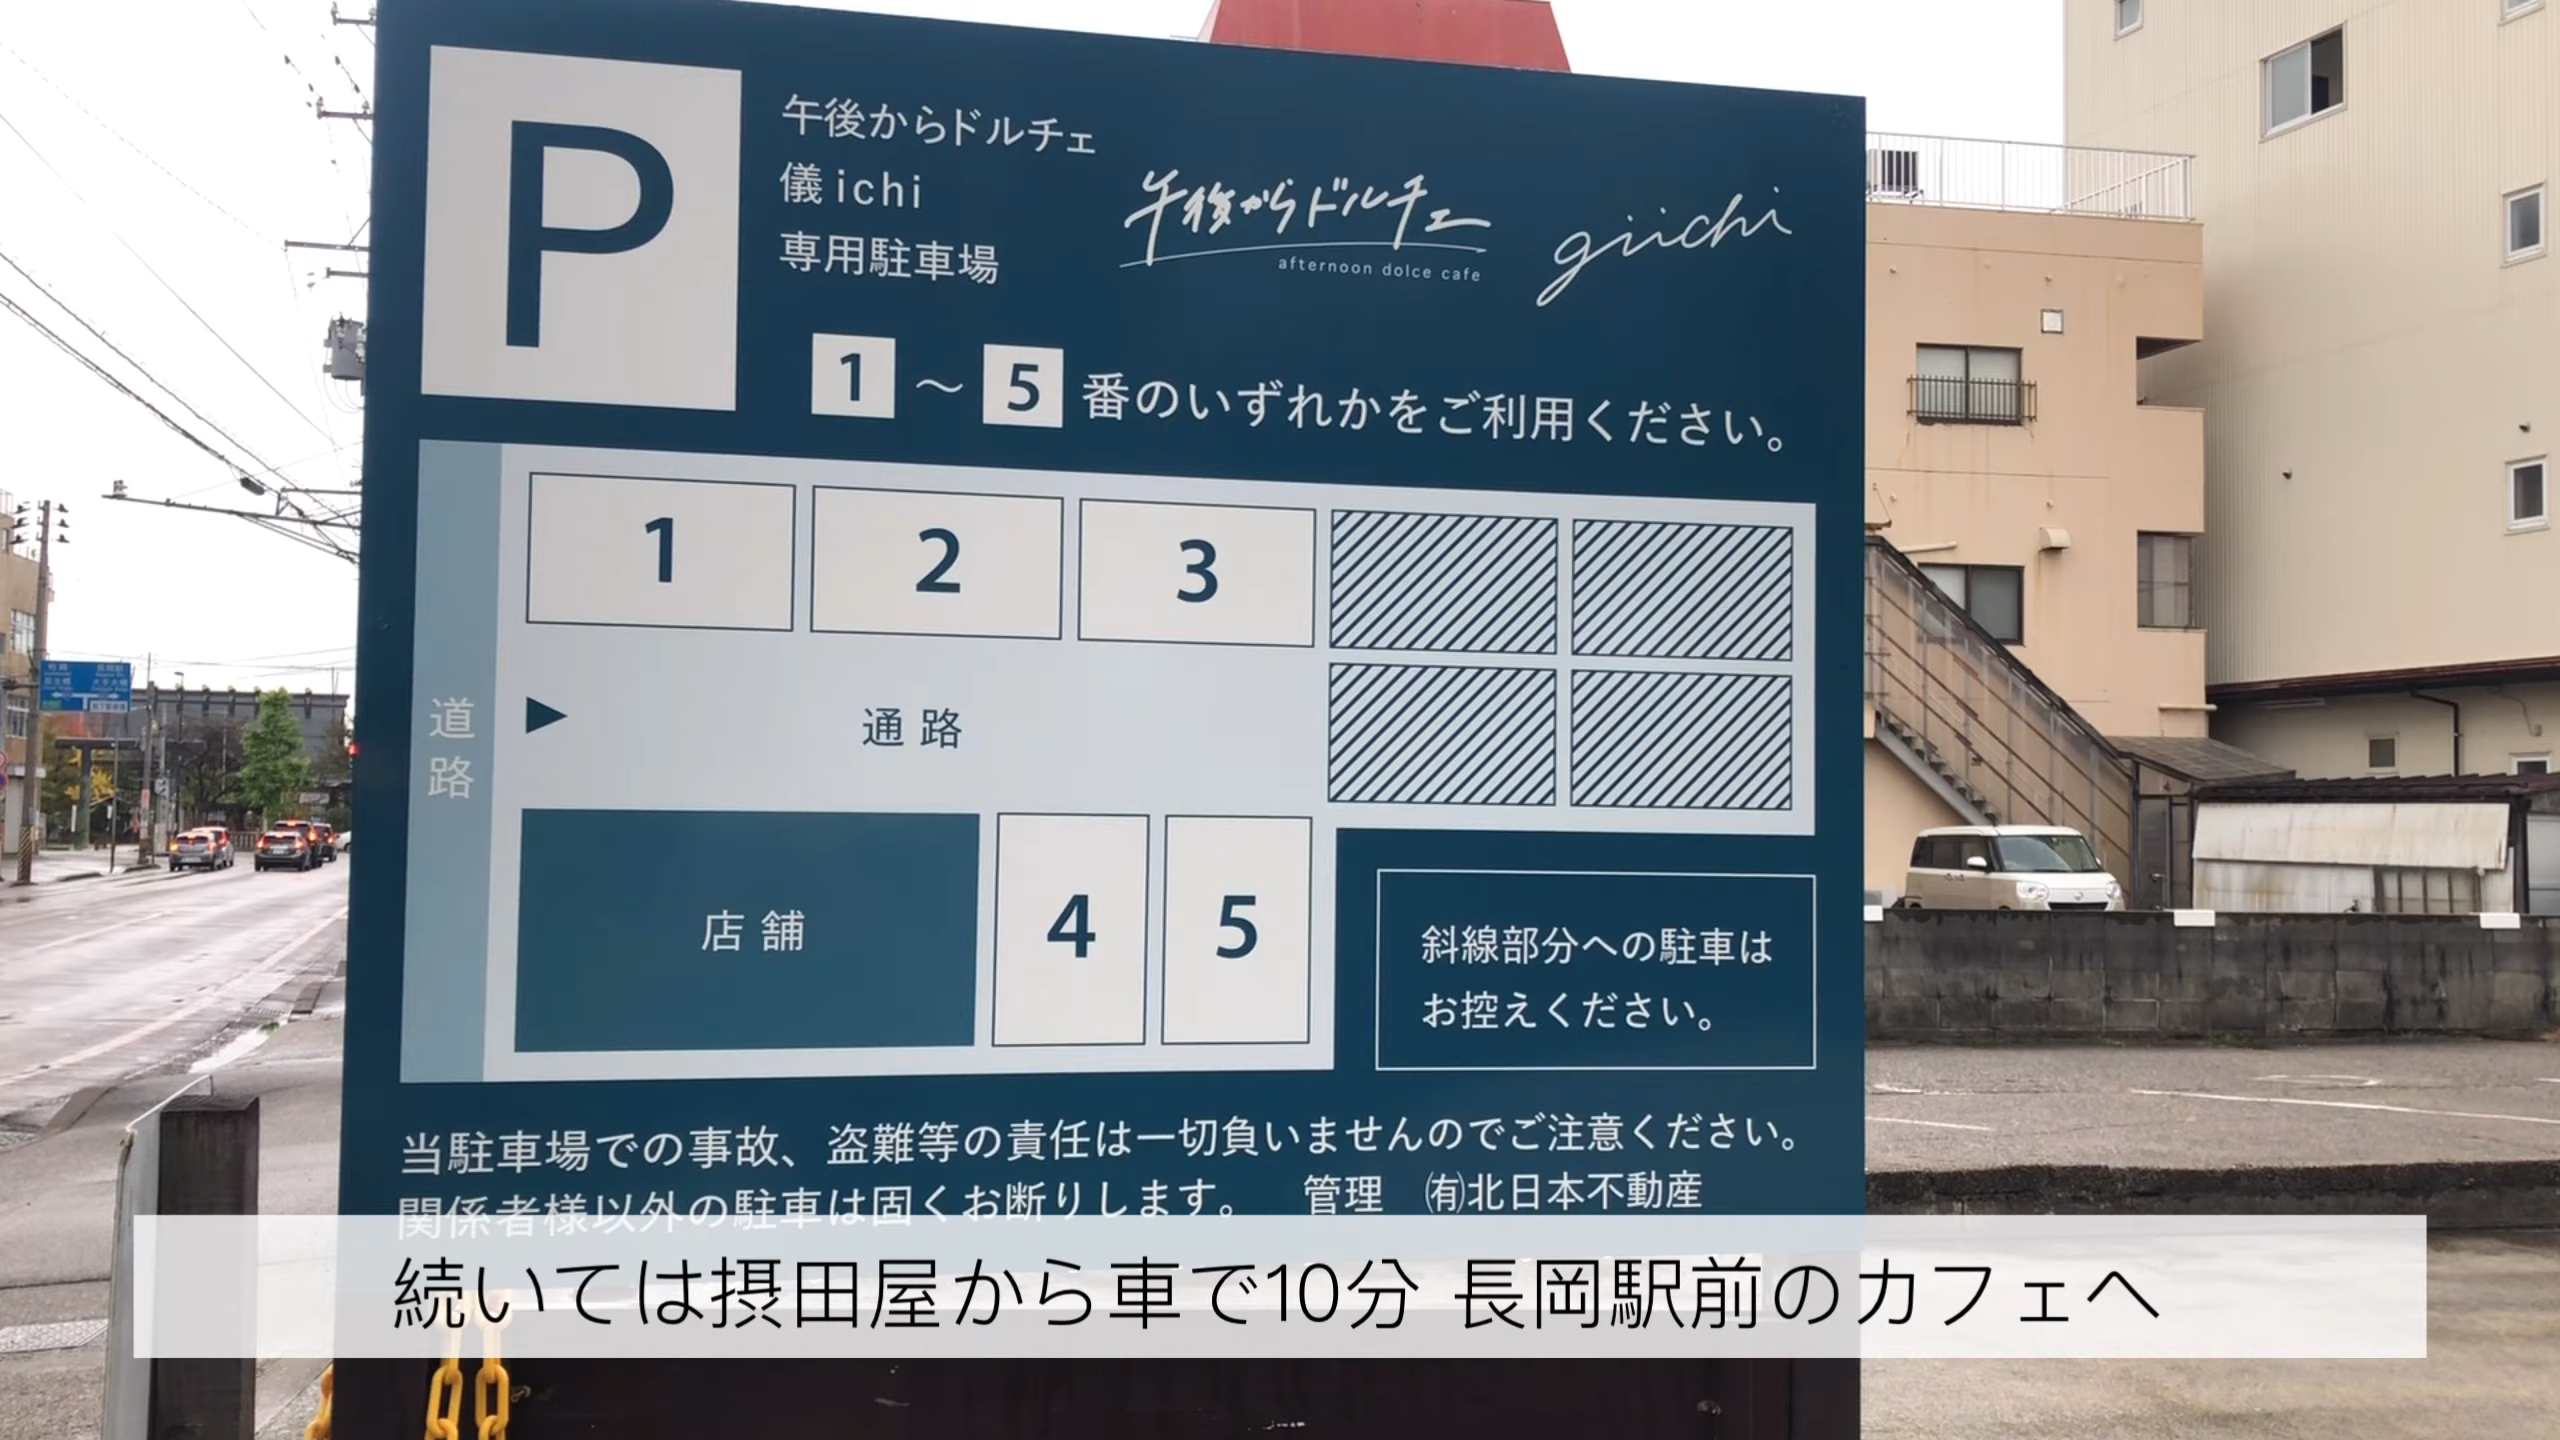 P
午後からドルチェ
儀ichi
専用駐車場
午後からドルチェ
afternoon dolce cafe
giichi
1 ～ 5 番のいずれかをご利用ください。
1 2 3
道路
通路
店舗
4 5
斜線部分への駐車は
お控えください。
当駐車場での事故、盗難等の責任は一切負いませんのでご注意ください。
関係者様以外の駐車は固くお断りします。 管理 ㈲北日本不動産
続いては摂田屋から車で10分 長岡駅前のカフェへ